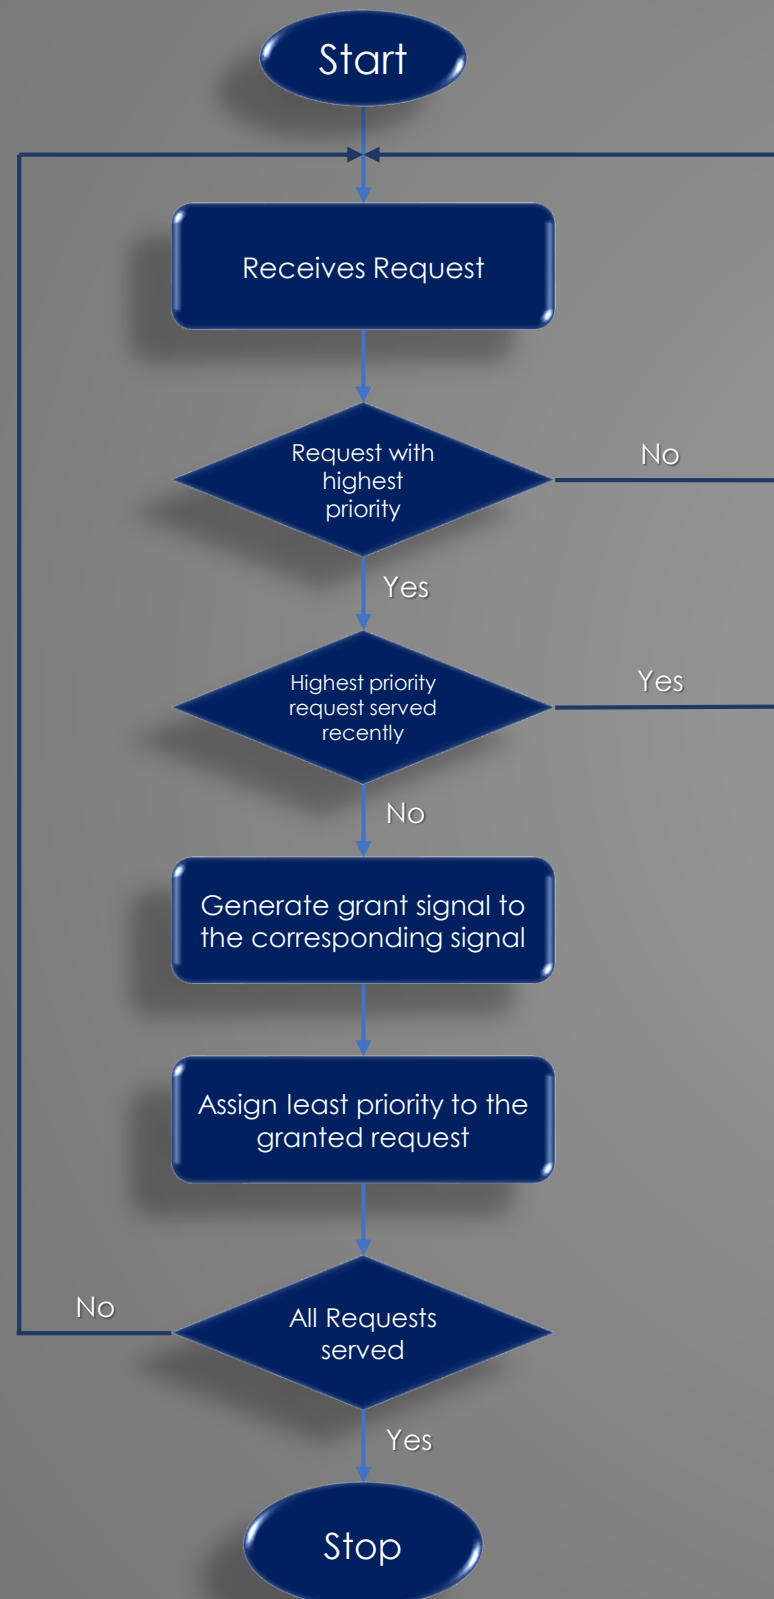 Start
Receives Request
Request with
highest
priority
No
Yes
Highest priority
request served
recently
Yes
No
Generate grant signal to
the corresponding signal
Assign least priority to the
granted request
No
All Requests
served
Yes
Stop